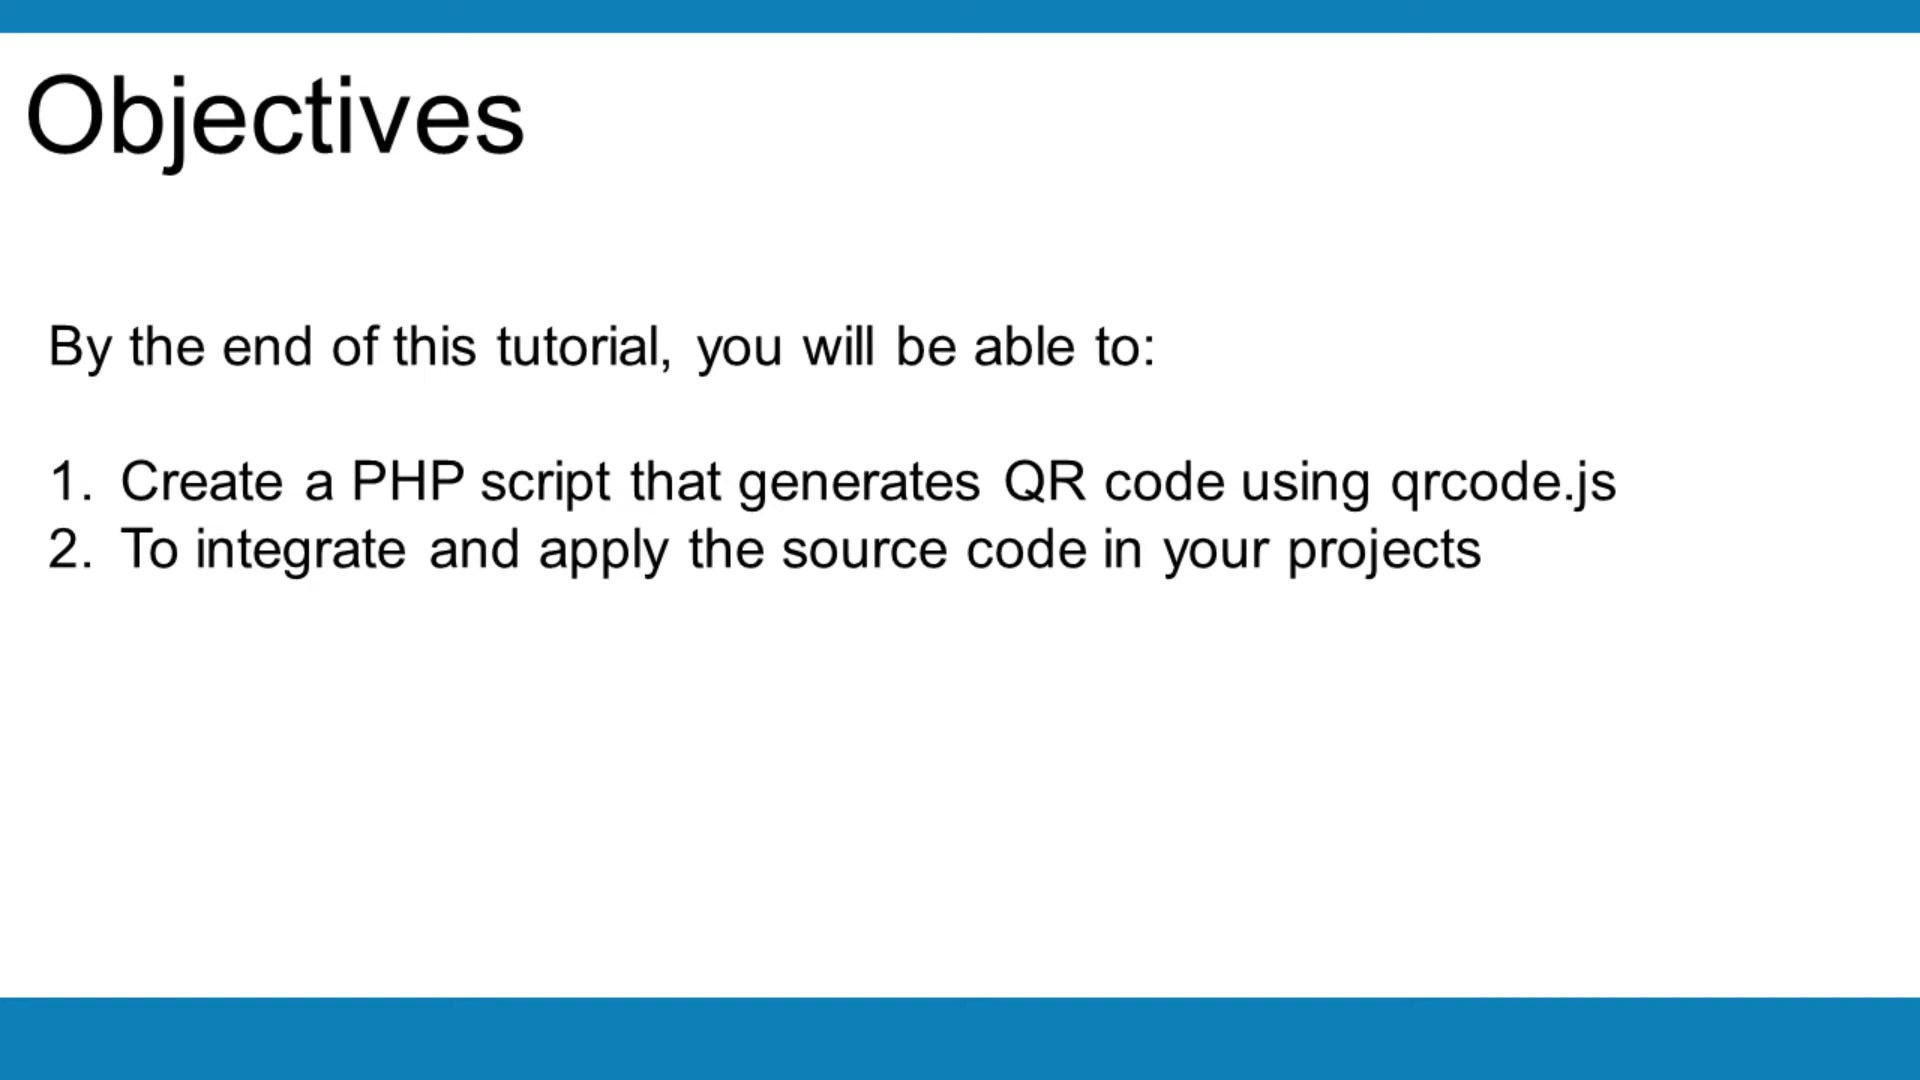 Objectives
By the end of this tutorial, you will be able to:
1. Create a PHP script that generates QR code using qrcode.js
2. To integrate and apply the source code in your projects